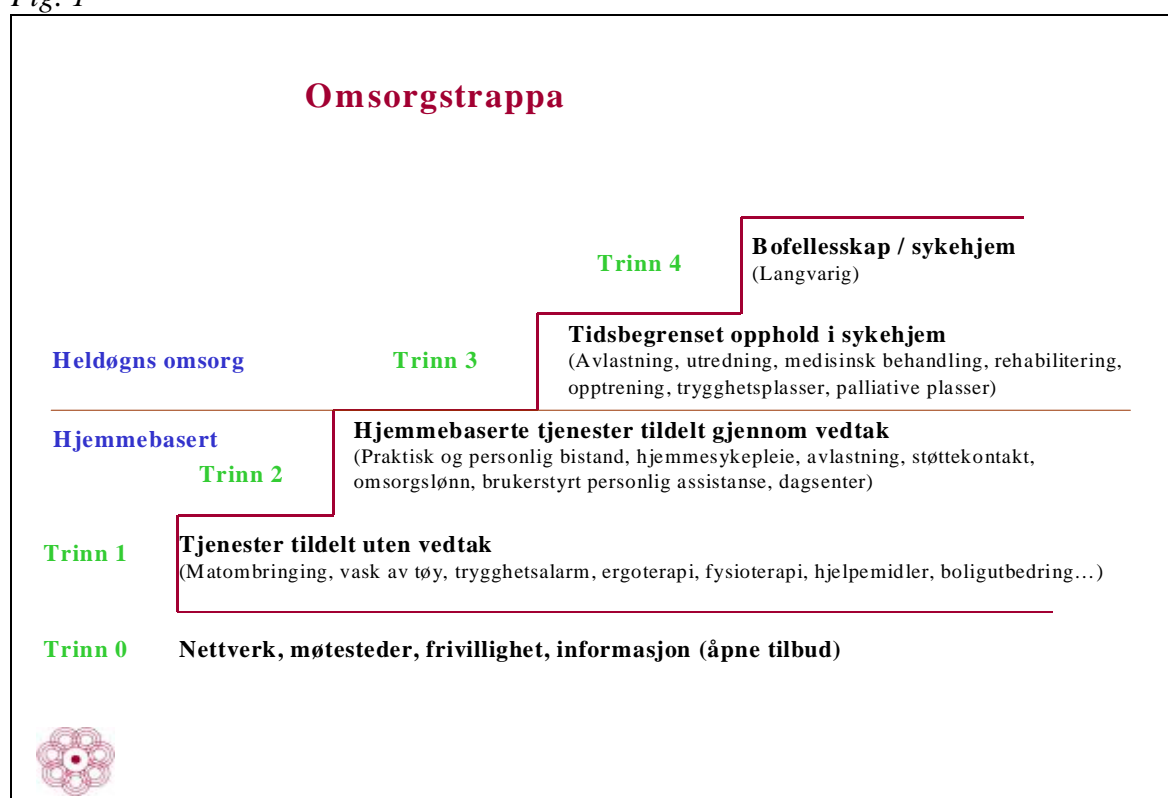 Fig. 1
Omsorgstrappa
Trinn 4
Bofellesskap / sykehjem
(Langvarig)
Heldøgns omsorg
Trinn 3
Tidsbegrenset opphold i sykehjem
(Avlastning, utredning, medisinsk behandling, rehabilitering,
opptrening, trygghetsplasser, palliative plasser)
Hjemmebasert
Trinn 2
Hjemmebaserte tjenester tildelt gjennom vedtak
(Praktisk og personlig bistand, hjemmesykepleie, avlastning, støttekontakt,
omsorgslønn, brukerstyrt personlig assistanse, dagsenter)
Trinn 1
Tjenester tildelt uten vedtak
(Matombringing, vask av tøy, trygghetsalarm, ergoterapi, fysioterapi, hjelpemidler, boligutbedring…)
Trinn 0
Nettverk, møtesteder, frivillighet, informasjon (åpne tilbud)